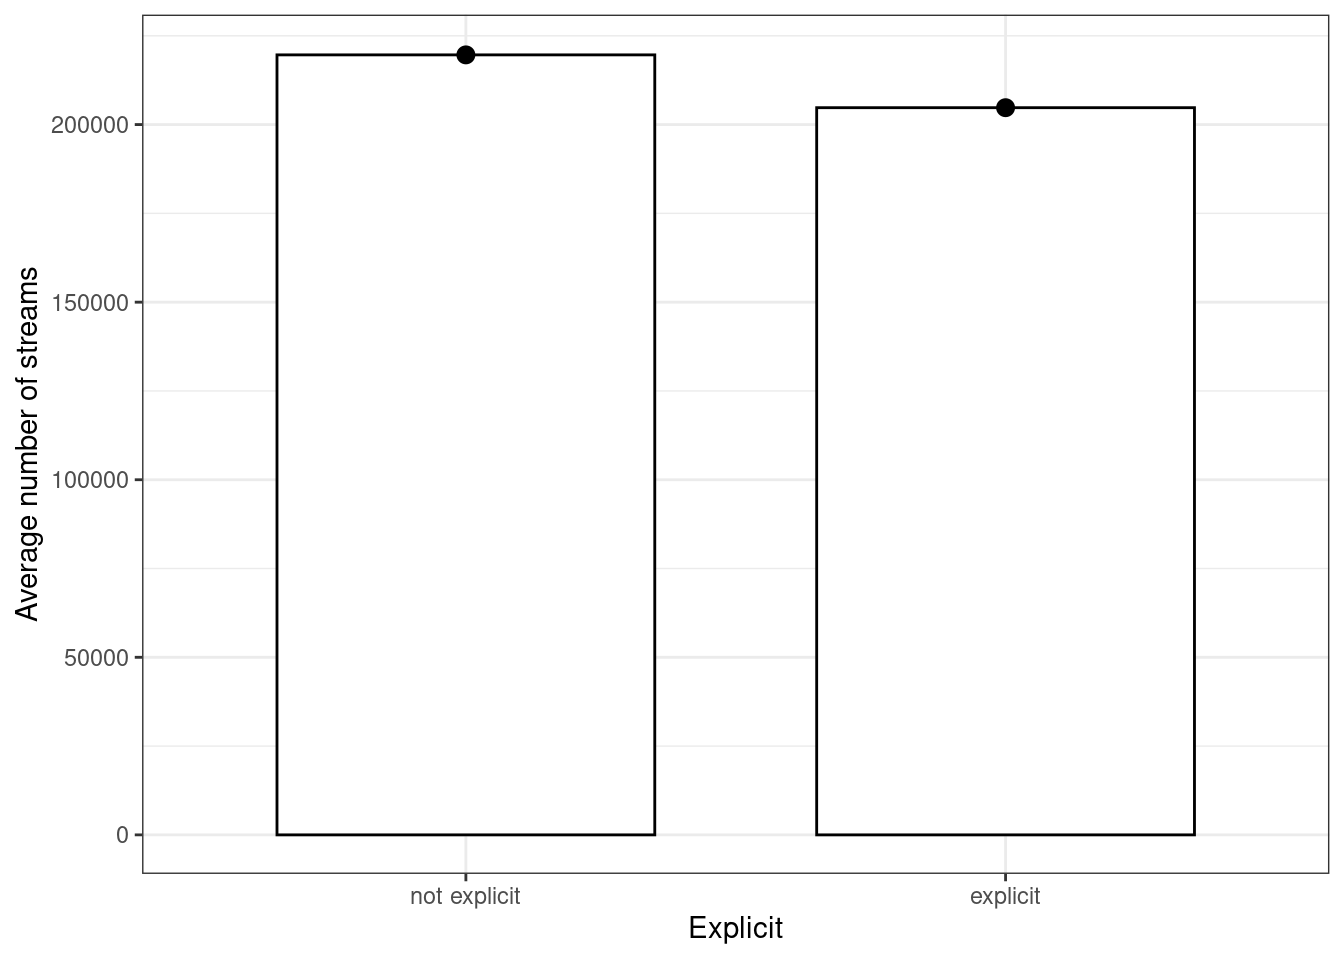 Average number of streams
200000
150000
100000
50000
0
not explicit
explicit
Explicit